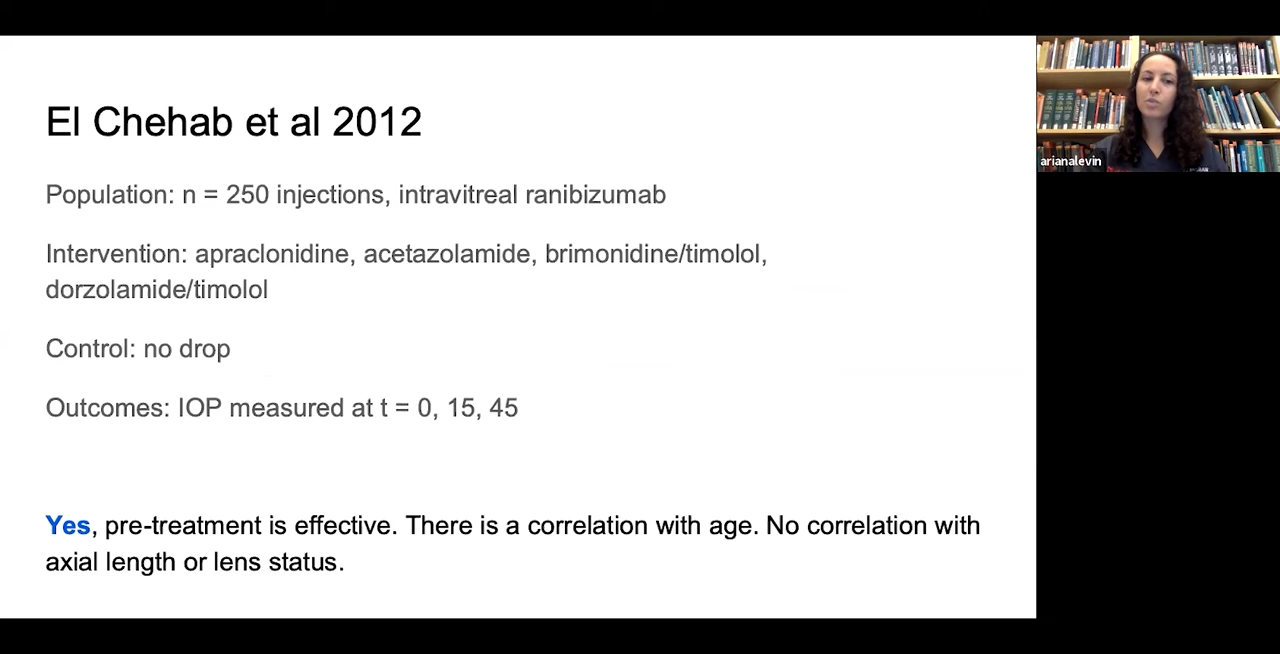 El Chehab et al 2012
Population: n = 250 injections, intravitreal ranibizumab
Intervention: apraclonidine, acetazolamide, brimonidine/timolol,
dorzolamide/timolol
Control: no drop
Outcomes: IOP measured at t = 0, 15, 45
Yes, pre-treatment is effective. There is a correlation with age. No correlation with
axial length or lens status.
arianalevin